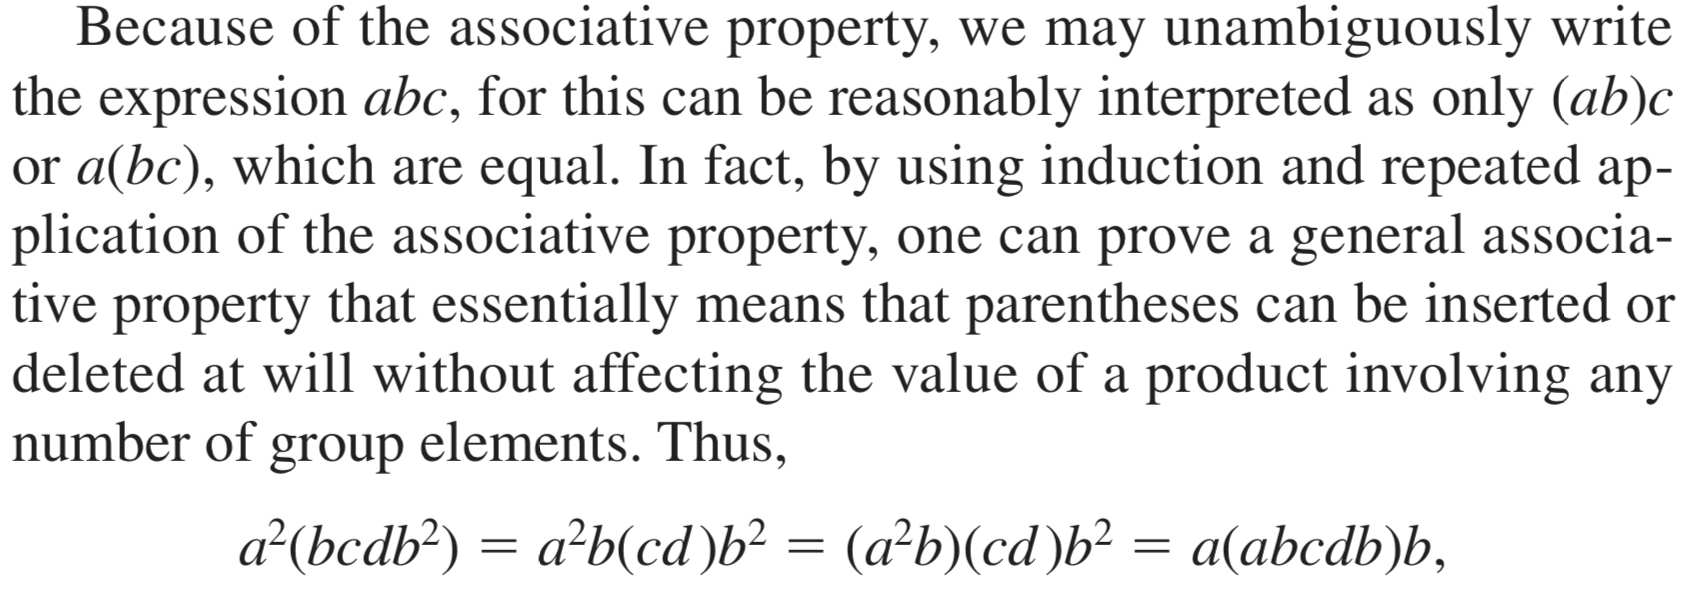 Because of the associative property, we may unambiguously write
the expression abc, for this can be reasonably interpreted as only (ab)c
or a(bc), which are equal. In fact, by using induction and repeated ap-
plication of the associative property, one can prove a general associa-
tive property that essentially means that parentheses can be inserted or
deleted at will without affecting the value of a product involving any
number of group elements. Thus,
a²(bcdb²) = a²b(cd)b² = (a²b)(cd)b² = a(abcdb)b,